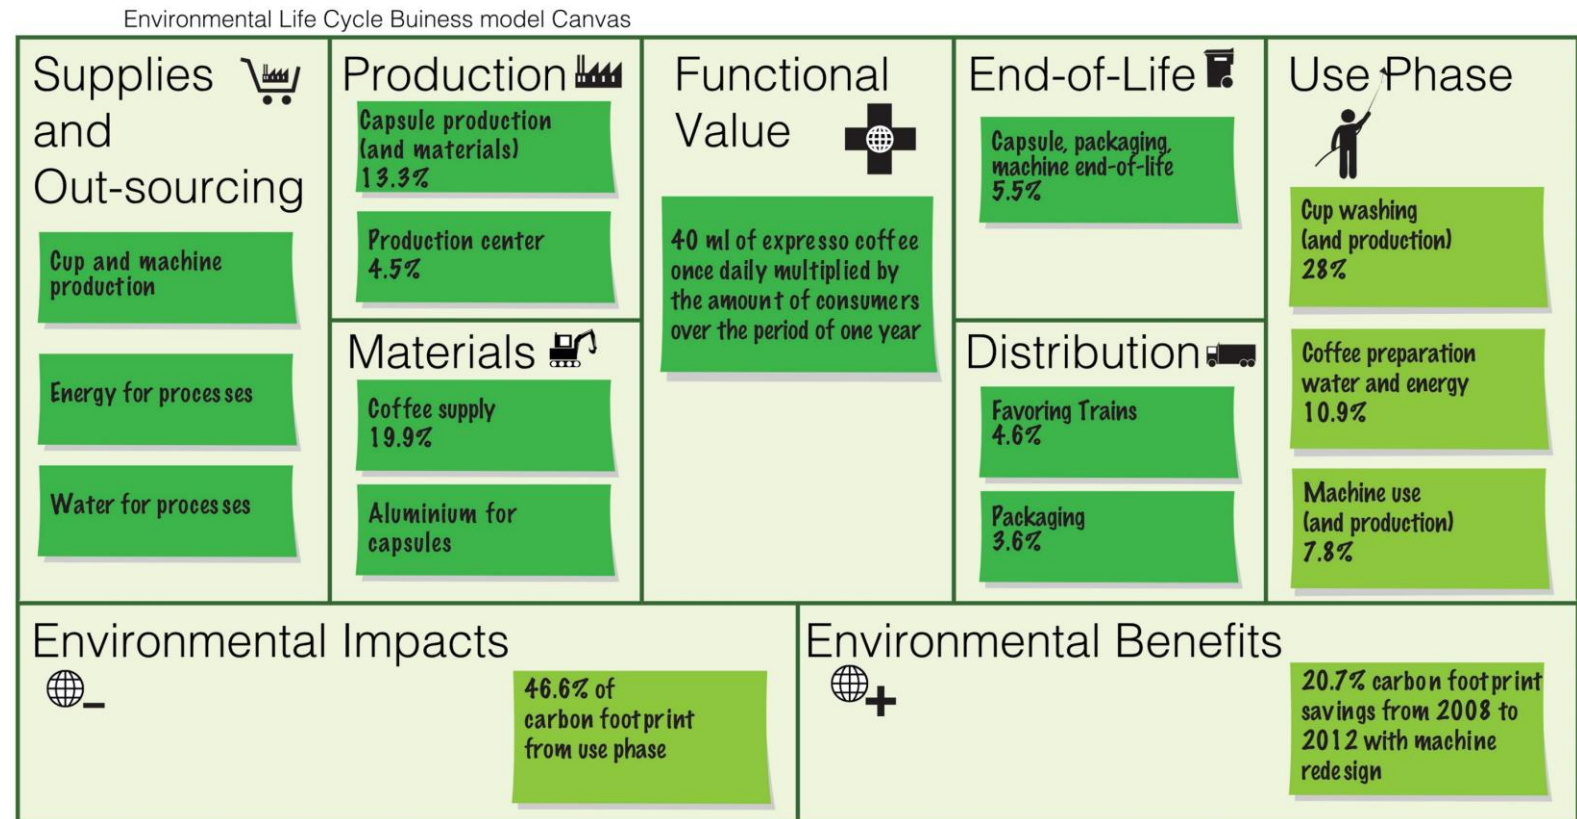 Environmental Life Cycle Buiness model Canvas
Supplies
and
Out-sourcing
Cup and machine
production
Energy for processes
Water for processes
Production
Capsule production
(and materials)
13.3%
Production center
4.5%
Materials
Coffee supply
19.9%
Aluminium for
capsules
Functional
Value
40 ml of expresso coffee
once daily multiplied by
the amount of consumers
over the period of one year
End-of-Life
Capsule, packaging,
machine end-of-life
5.5%
Distribution
Favoring Trains
4.6%
Packaging
3.6%
Use Phase
Cup washing
(and production)
28%
Coffee preparation
water and energy
10.9%
Machine use
(and production)
7.8%
Environmental Impacts
46.6% of
carbon footprint
from use phase
Environmental Benefits
20.7% carbon footprint
savings from 2008 to
2012 with machine
redesign